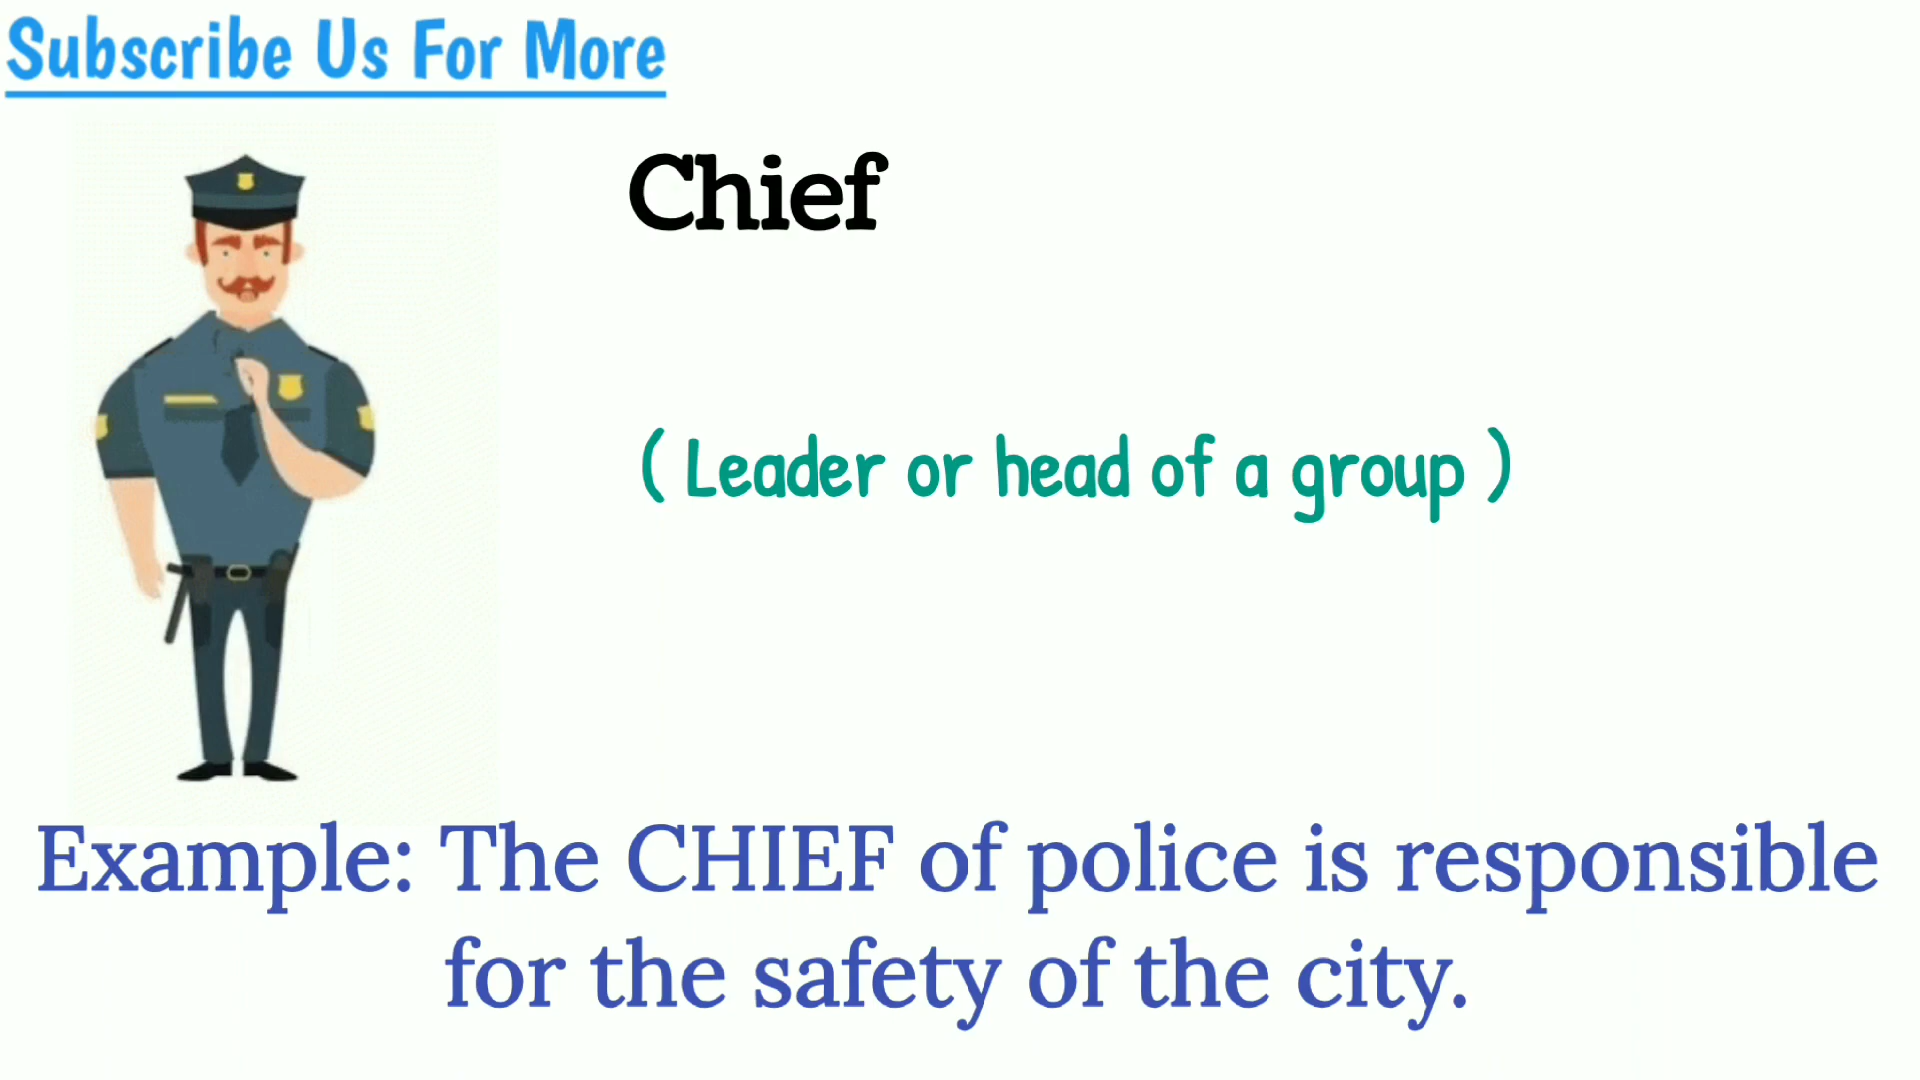 Subscribe Us For More
Chief
( Leader or head of a group )
Example: The CHIEF of police is responsible
for the safety of the city.